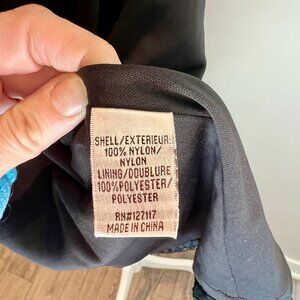 SHELL/EXTERIEUR
100% NYLON/
NYLON
LINING/DOUBLURE
100%POLYESTER/
POLYESTER
RN#127117
MADE IN CHINA